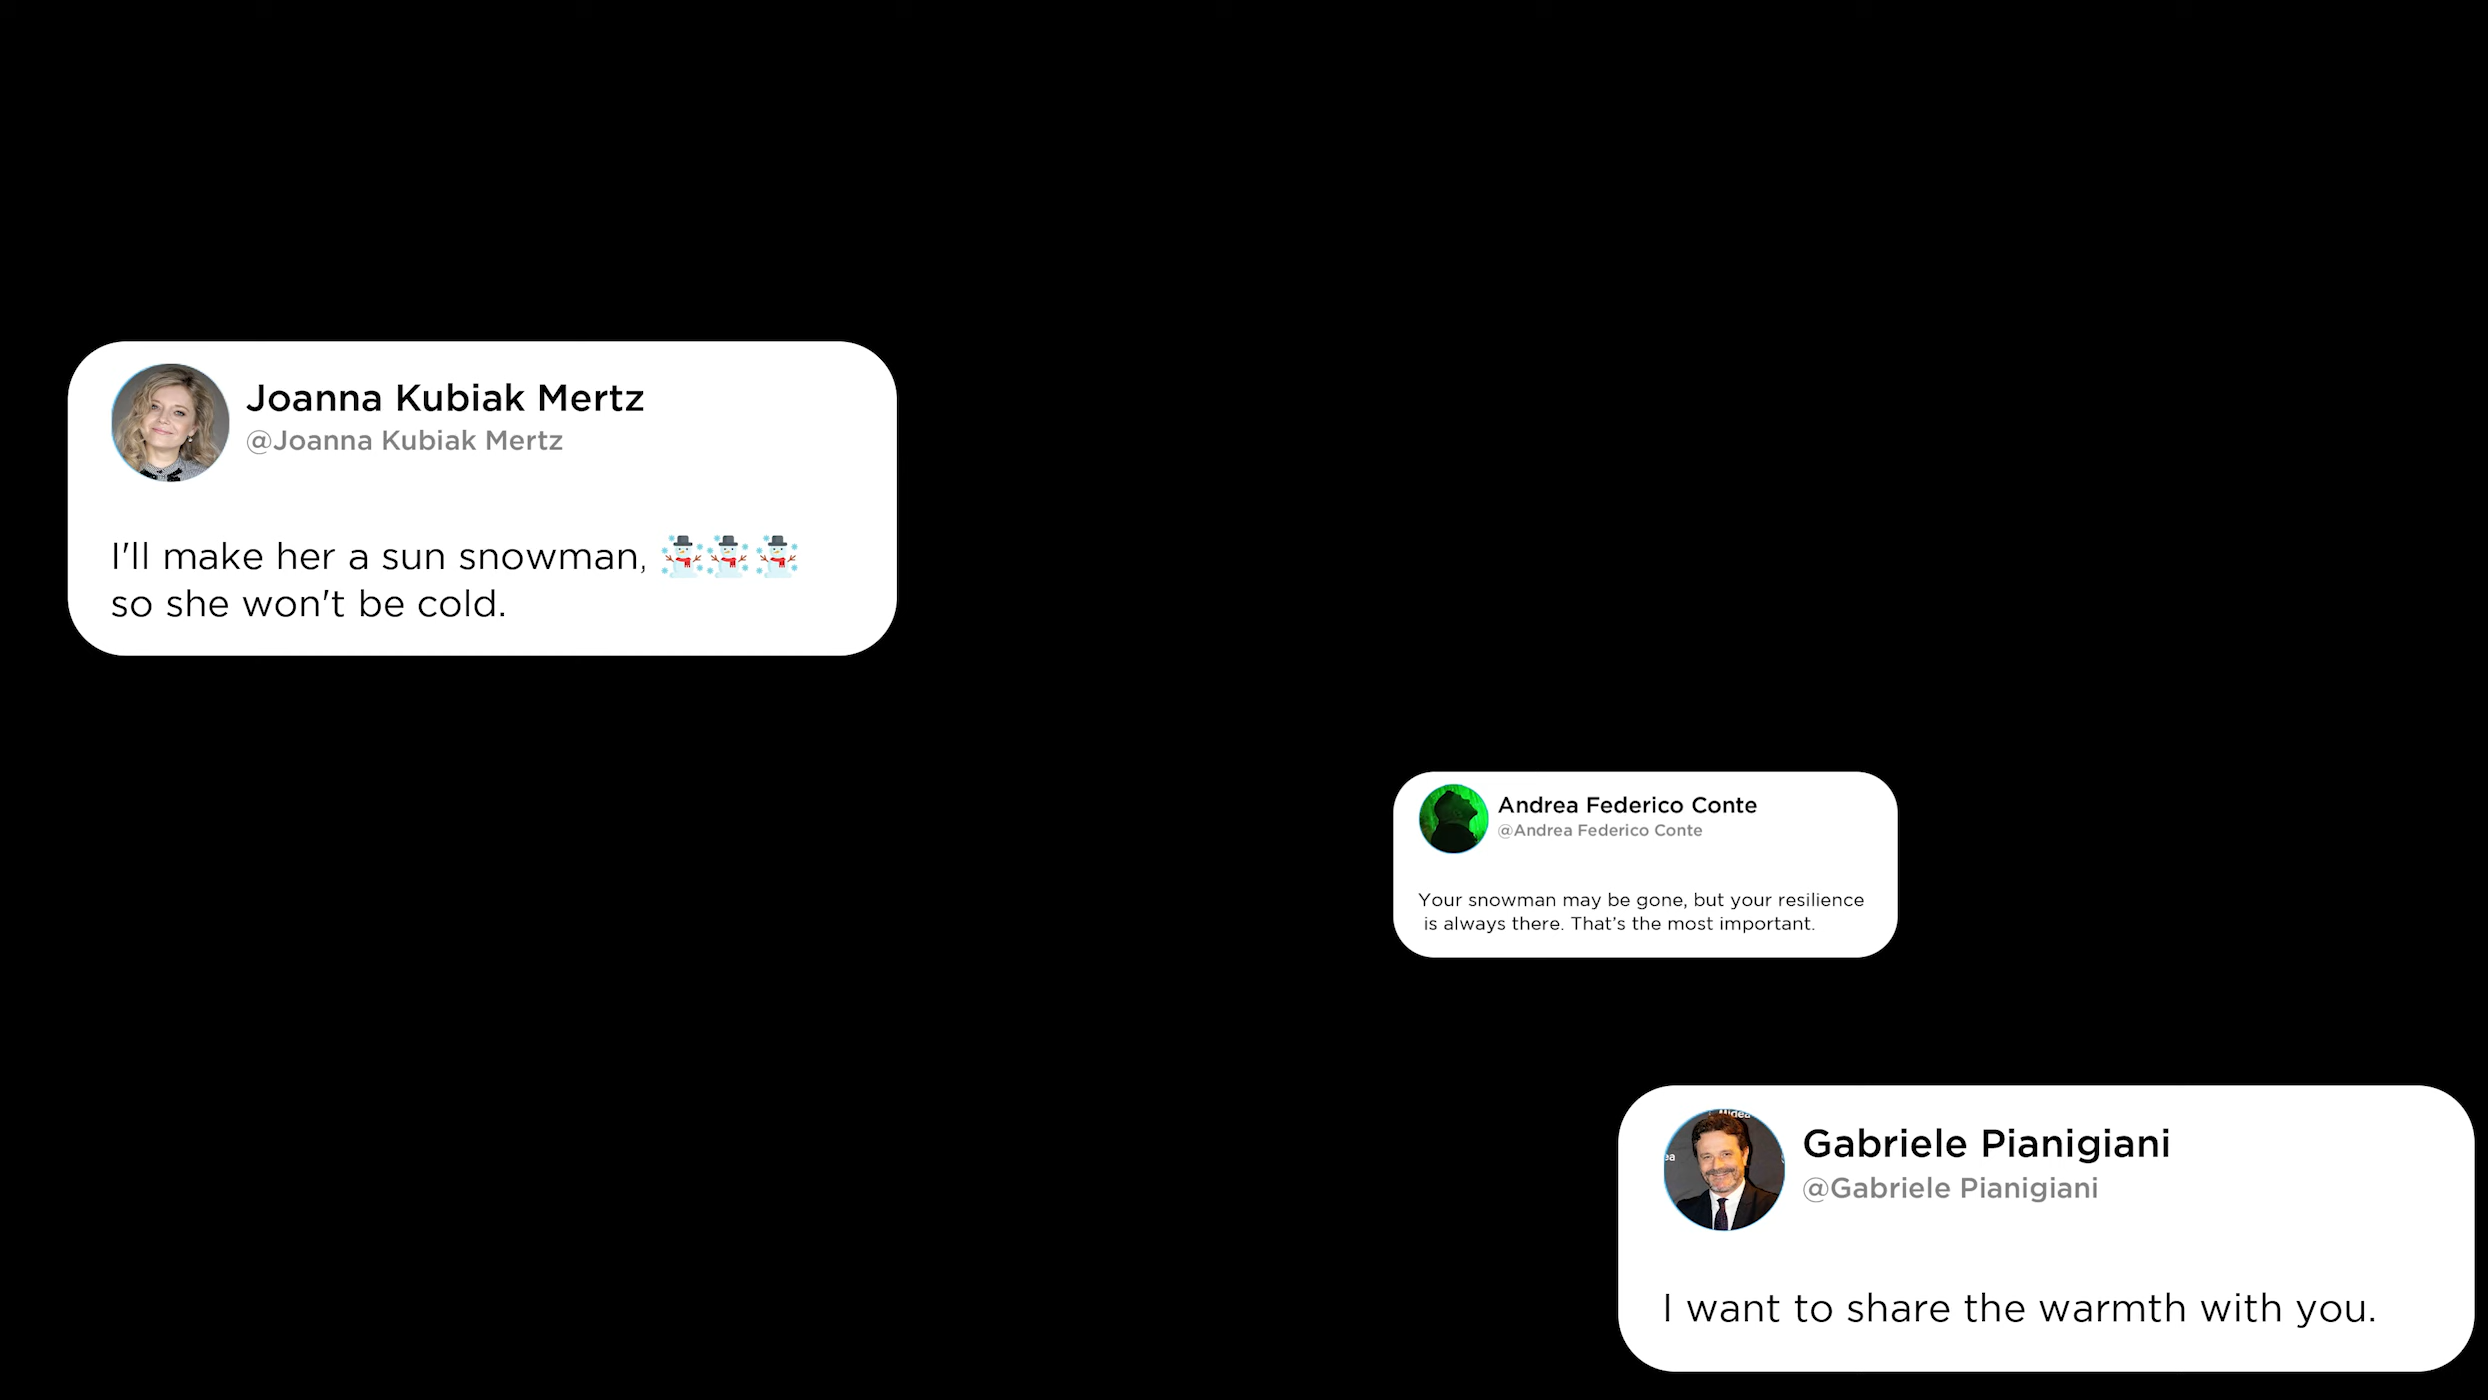 Joanna Kubiak Mertz
@Joanna Kubiak Mertz
I'll make her a sun snowman, ☃️☃️☃️
so she won't be cold.
Andrea Federico Conte
@Andrea Federico Conte
Your snowman may be gone, but your resilience
is always there. That’s the most important.
Midea
ea
Gabriele Pianigiani
@Gabriele Pianigiani
I want to share the warmth with you.